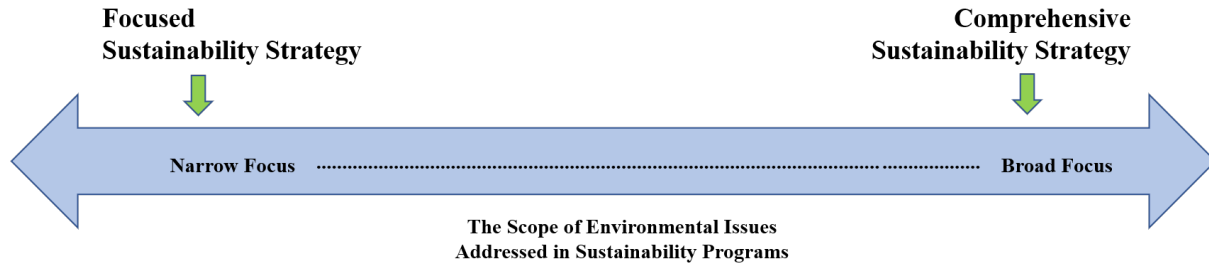 Focused
Sustainability Strategy
Comprehensive
Sustainability Strategy
Narrow Focus
Broad Focus
The Scope of Environmental Issues
Addressed in Sustainability Programs